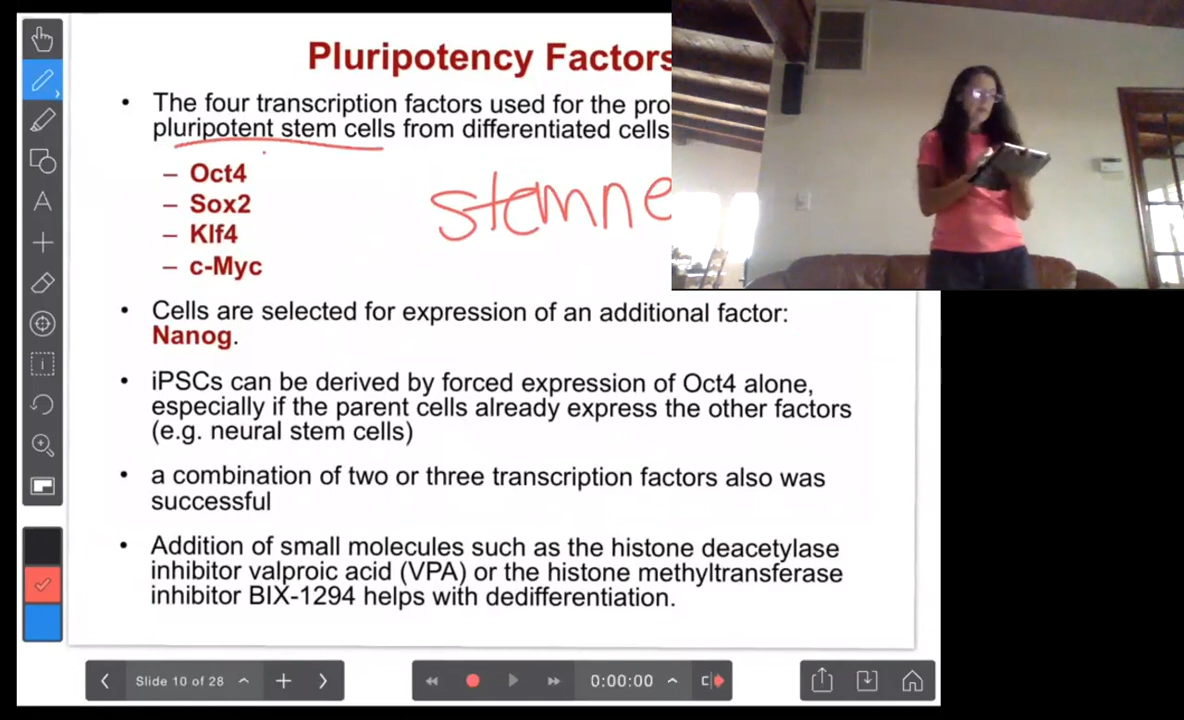 Pluripotency Factors
• The four transcription factors used for the pro
pluripotent stem cells from differentiated cells
– Oct4
– Sox2
– Klf4
– c-Myc
stemne
• Cells are selected for expression of an additional factor:
Nanog.
• iPSCs can be derived by forced expression of Oct4 alone,
especially if the parent cells already express the other factors
(e.g. neural stem cells)
• a combination of two or three transcription factors also was
successful
• Addition of small molecules such as the histone deacetylase
inhibitor valproic acid (VPA) or the histone methyltransferase
inhibitor BIX-1294 helps with dedifferentiation.
Slide 10 of 28
0:00:00